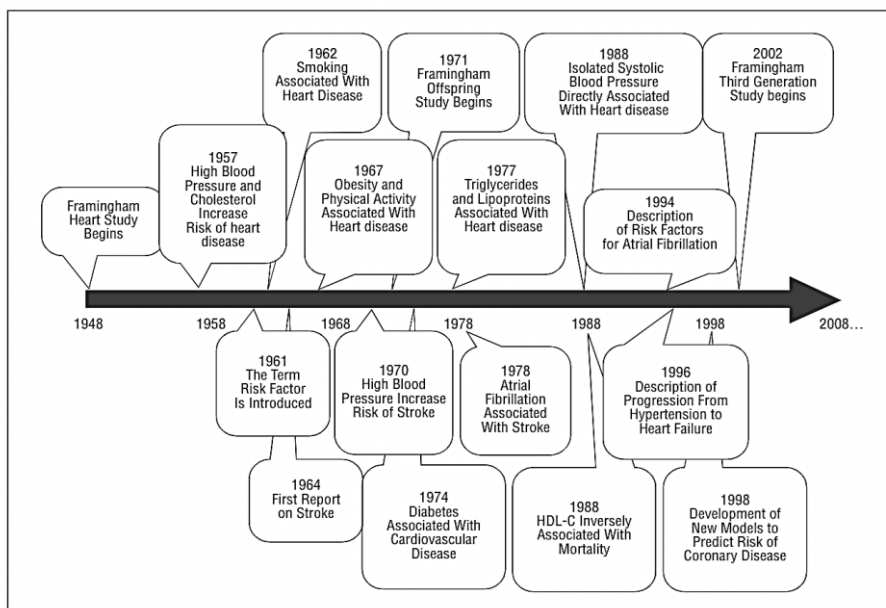 1962
Smoking
Associated With
Heart Disease
1971
Framingham
Offspring
Study Begins
1988
Isolated Systolic
Blood Pressure
Directly Associated
With Heart disease
2002
Framingham
Third Generation
Study begins
1957
High Blood
Pressure and
Cholesterol
Increase
Risk of heart
disease
1967
Obesity and
Physical Activity
Associated With
Heart disease
1977
Triglycerides
and Lipoproteins
Associated With
Heart disease
1994
Description
of Risk Factors
for Atrial Fibrillation
Framingham
Heart Study
Begins
1948
1958
1968
1978
1988
1998
2008...
1961
The Term
Risk Factor
Is Introduced
1970
High Blood
Pressure Increase
Risk of Stroke
1978
Atrial
Fibrillation
Associated
With Stroke
1996
Description of
Progression From
Hypertension to
Heart Failure
1964
First Report
on Stroke
1974
Diabetes
Associated With
Cardiovascular
Disease
1988
HDL-C Inversely
Associated With
Mortality
1998
Development of
New Models to
Predict Risk of
Coronary Disease